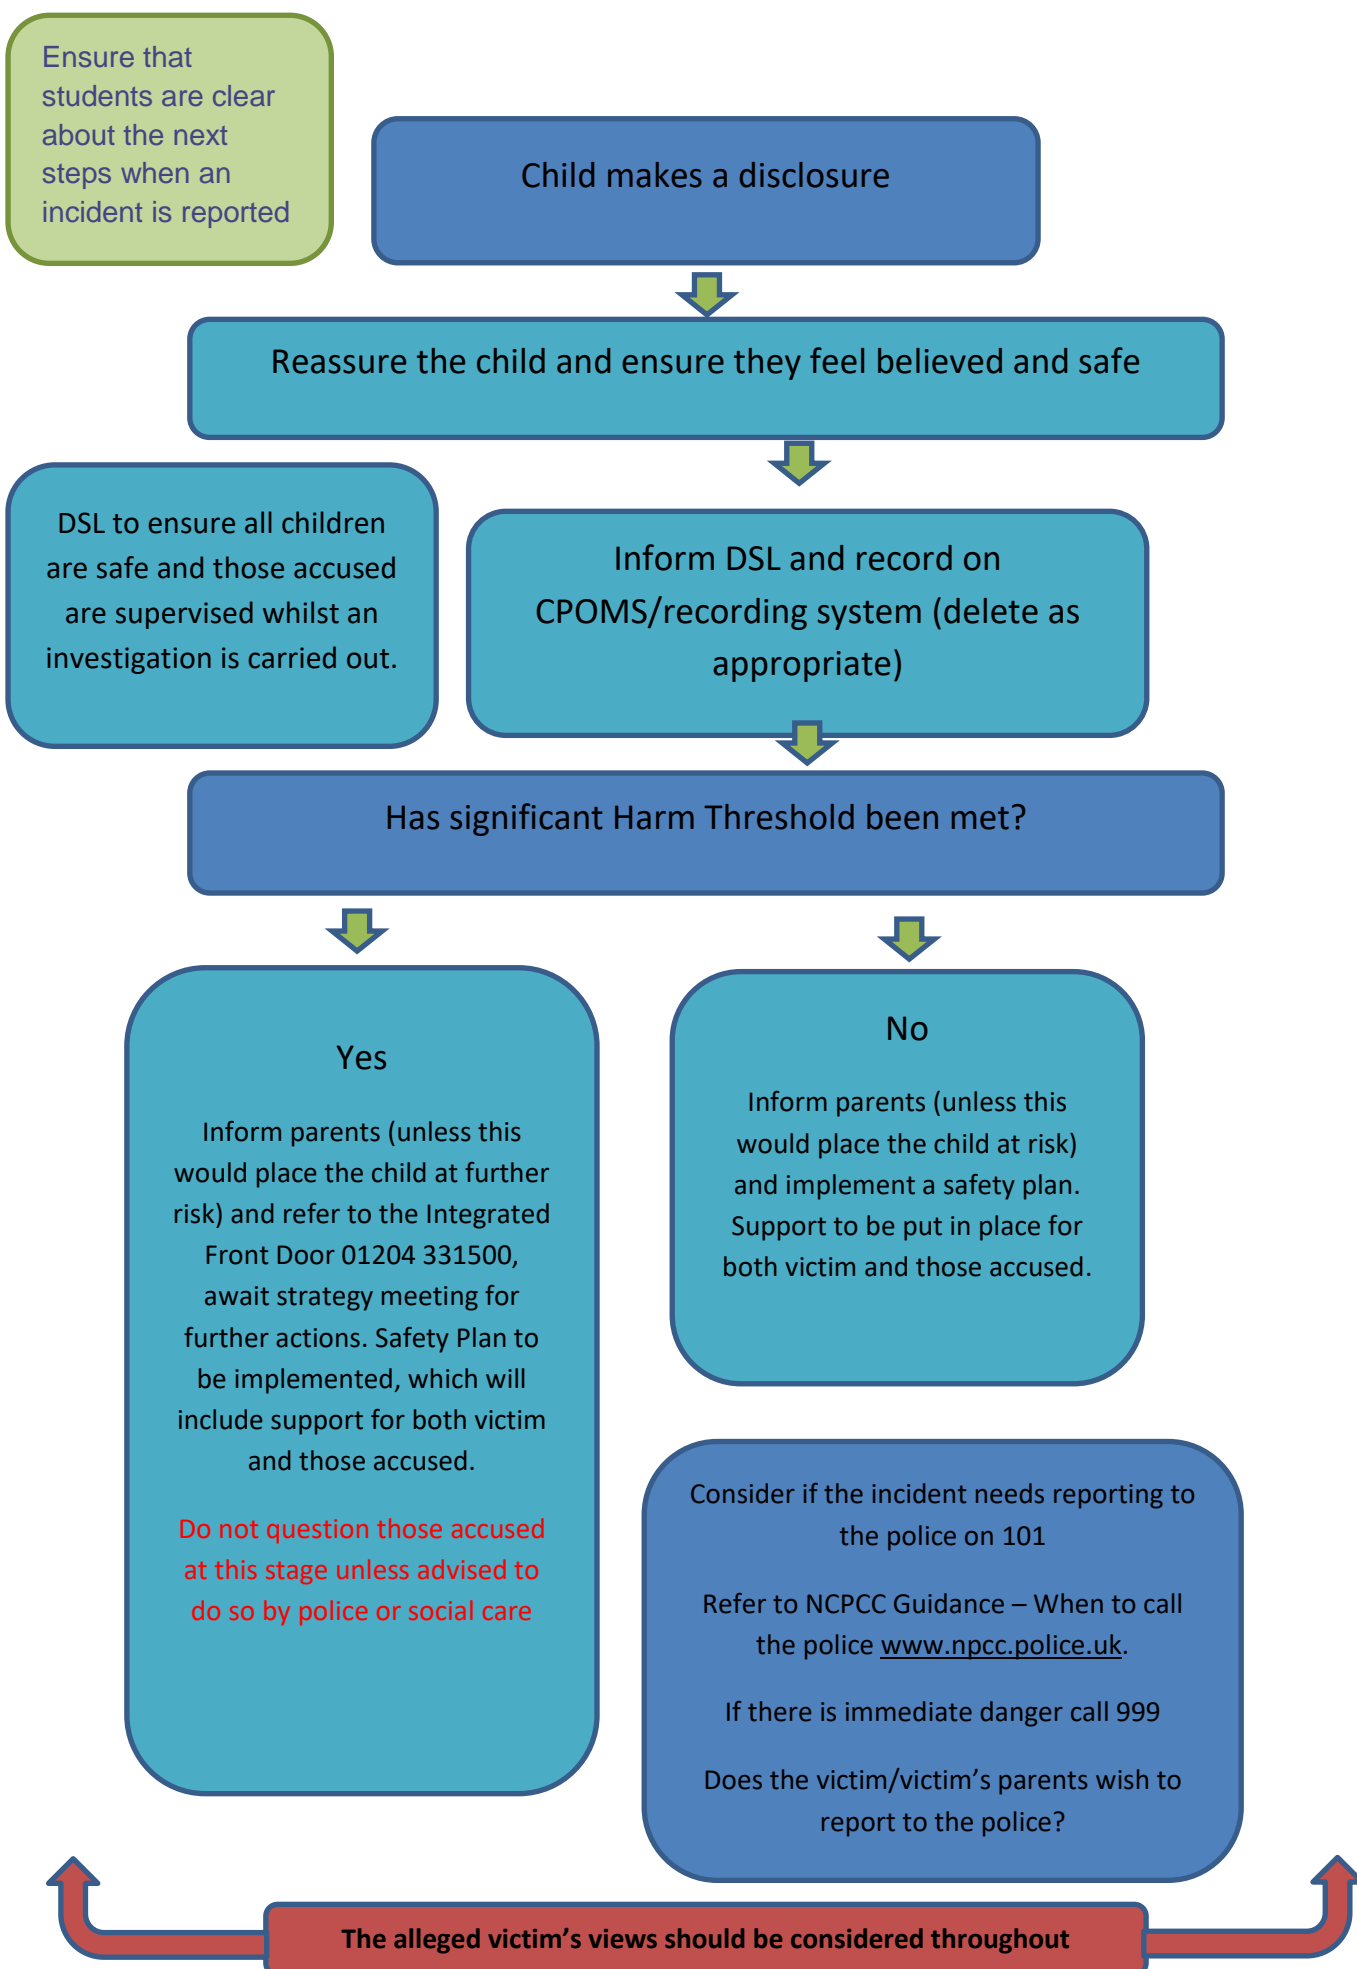 Ensure that
students are clear
about the next
steps when an
incident is reported
Child makes a disclosure
Reassure the child and ensure they feel believed and safe
DSL to ensure all children
are safe and those accused
are supervised whilst an
investigation is carried out.
Inform DSL and record on
CPOMS/recording system (delete as
appropriate)
Has significant Harm Threshold been met?
Yes
Inform parents (unless this
would place the child at further
risk) and refer to the Integrated
Front Door 01204 331500,
await strategy meeting for
further actions. Safety Plan to
be implemented, which will
include support for both victim
and those accused.
Do not question those accused
at this stage unless advised to
do so by police or social care
No
Inform parents (unless this
would place the child at risk)
and implement a safety plan.
Support to be put in place for
both victim and those accused.
Consider if the incident needs reporting to
the police on 101
Refer to NCPCC Guidance – When to call
the police www.npcc.police.uk.
If there is immediate danger call 999
Does the victim/victim’s parents wish to
report to the police?
The alleged victim’s views should be considered throughout